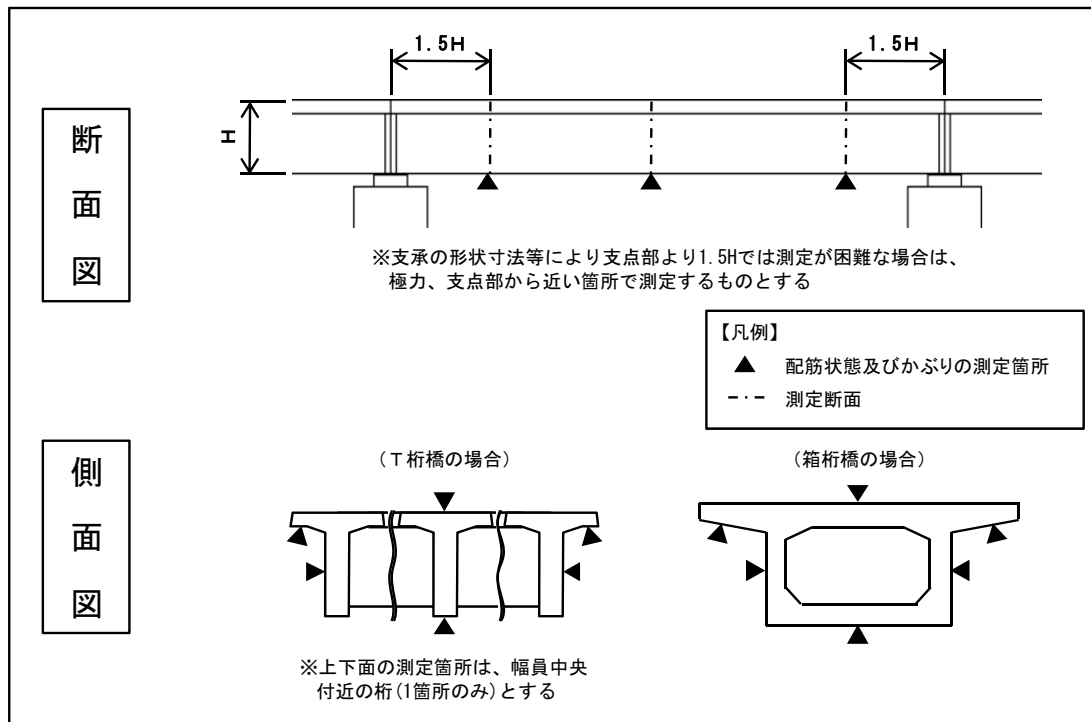 断面図
1.5H
1.5H
H
※支承の形状寸法等により支点部より1.5Hでは測定が困難な場合は、
極力、支点部から近い箇所で測定するものとする
【凡例】
▲ 配筋状態及びかぶりの測定箇所
測定断面
側面図
(T桁橋の場合)
(箱桁橋の場合)
※上下面の測定箇所は、幅員中央
付近の桁(1箇所のみ)とする